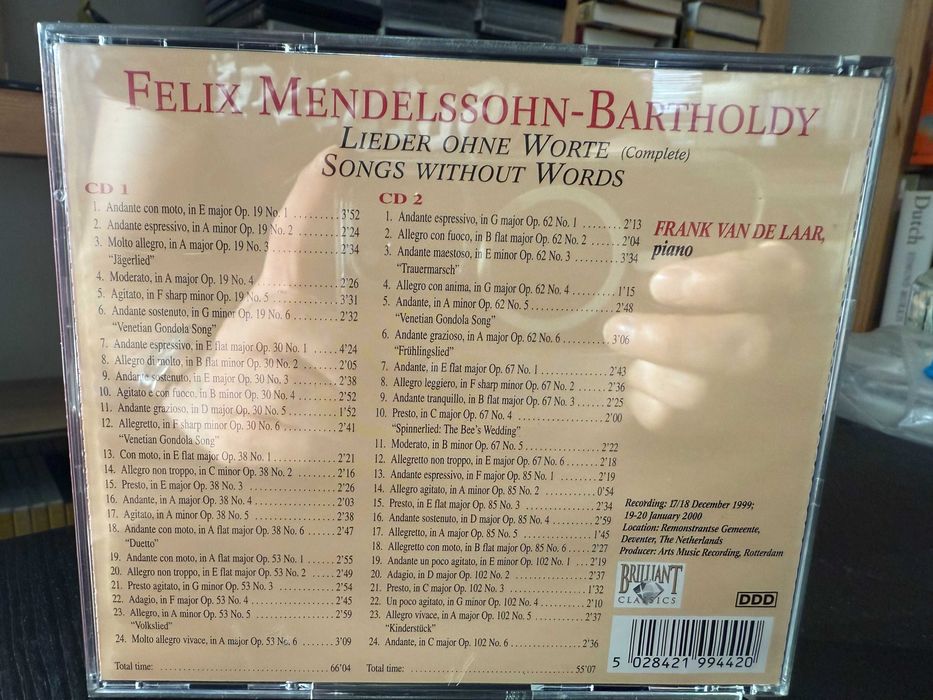 FELIX MENDELSSOHN-BARTHOLDY
LIEDER OHNE WORTE (Complete)
SONGS WITHOUT WORDS
CD 1
1. Andante con moto, in E major Op. 19 No. 1 ......... 3'52
2. Andante espressivo, in A minor Op. 19 No. 2 ........ 2'24
3. Molto allegro, in A major Op. 19 No. 3 ............... 2'34
"Jägerlied"
4. Moderato, in A major Op. 19 No. 4 ................... 2'26
5. Agitato, in F sharp minor Op. 19 No. 5 .............. 3'31
6. Andante sostenuto, in G minor Op. 19 No. 6 ........ 2'32
"Venetian Gondola Song"
7. Andante espressivo, in E flat major Op. 30 No. 1 ..... 4'24
8. Allegro di molto, in B flat minor Op. 30 No. 2 ....... 2'05
9. Andante sostenuto, in E major Op. 30 No. 3 ......... 2'38
10. Agitato e con fuoco, in B minor Op. 30 No. 4 ........ 2'52
11. Andante grazioso, in D major Op. 30 No. 5 .......... 1'52
12. Allegretto, in F sharp minor Op. 30 No. 6 ........... 2'41
"Venetian Gondola Song"
13. Con moto, in E flat major Op. 38 No. 1 .............. 2'21
14. Allegro non troppo, in C minor Op. 38 No. 2 ........ 2'16
15. Presto, in E major Op. 38 No. 3 ..................... 2'26
16. Andante, in A major Op. 38 No. 4 ................... 2'03
17. Agitato, in A minor Op. 38 No. 5 .................... 2'38
18. Andante con moto, in A flat major Op. 38 No. 6 ..... 2'47
"Duetto"
19. Andante con moto, in A flat major Op. 53 No. 1 ..... 2'55
20. Allegro non troppo, in E flat major Op. 53 No. 2 .... 2'49
21. Presto agitato, in G minor Op. 53 No. 3 ............. 2'54
22. Adagio, in F major Op. 53 No. 4 .................... 2'45
23. Allegro, in A minor Op. 53 No. 5 .................... 2'59
"Volkslied"
24. Molto allegro vivace, in A major Op. 53 No. 6 ....... 3'09
Total time: ........................................ 66'04
CD 2
1. Andante espressivo, in G major Op. 62 No. 1 ........ 2'13
2. Allegro con fuoco, in B flat major Op. 62 No. 2 ...... 2'04
3. Andante maestoso, in E minor Op. 62 No. 3 ......... 3'34
"Trauermarsch"
4. Allegro con anima, in G major Op. 62 No. 4 ......... 1'15
5. Andante, in A minor Op. 62 No. 5 ................... 2'48
"Venetian Gondola Song"
6. Andante grazioso, in A major Op. 62 No. 6 .......... 3'06
"Frühlingslied"
7. Andante, in E flat major Op. 67 No. 1 ............... 2'43
8. Allegro leggiero, in F sharp minor Op. 67 No. 2 ..... 2'36
9. Andante tranquillo, in B flat major Op. 67 No. 3 ..... 2'25
10. Presto, in C major Op. 67 No. 4 ..................... 2'00
"Spinnerlied: The Bee's Wedding"
11. Moderato, in B minor Op. 67 No. 5 .................. 2'22
12. Allegretto non troppo, in E major Op. 67 No. 6 ..... 2'18
13. Andante espressivo, in F major Op. 85 No. 1 ........ 2'19
14. Allegro agitato, in A minor Op. 85 No. 2 ............ 0'54
15. Presto, in E flat major Op. 85 No. 3 ................. 2'34
16. Andante sostenuto, in D major Op. 85 No. 4 ........ 2'59
17. Allegretto, in A major Op. 85 No. 5 ................. 1'45
18. Allegretto con moto, in B flat major Op. 85 No. 6 ... 2'27
19. Andante un poco agitato, in E minor Op. 102 No. 1 .. 2'19
20. Adagio, in D major Op. 102 No. 2 ................... 2'37
21. Presto, in C major Op. 102 No. 3 .................... 1'32
22. Un poco agitato, in G minor Op. 102 No. 4 .......... 2'10
23. Allegro vivace, in A major Op. 102 No. 5 ............ 2'37
"Kinderstück"
24. Andante, in C major Op. 102 No. 6 .................. 2'36
Total time: ........................................ 55'07
FRANK VAN DE LAAR,
piano
Recording: 17/18 December 1999;
19-20 January 2000
Location: Remonstrantse Gemeente,
Deventer, The Netherlands
Producer: Arts Music Recording, Rotterdam
BRILLIANT
CLASSICS
DDD
5 028421 994420
Dutch